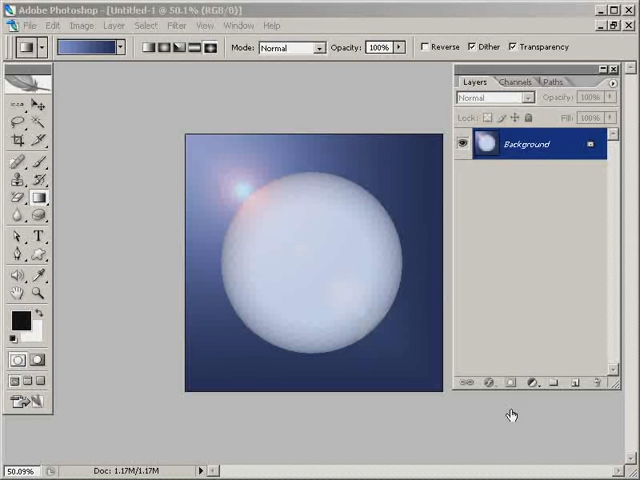 Adobe Photoshop - [Untitled-1 @ 50.1% (RGB/8)]
File Edit Image Layer Select Filter View Window Help
Mode: Normal Opacity: 100% Reverse Dither Transparency
Layers Channels Paths
Normal Opacity: 100%
Lock: Fill: 100%
Background
50.09% Doc: 1.17M/1.17M